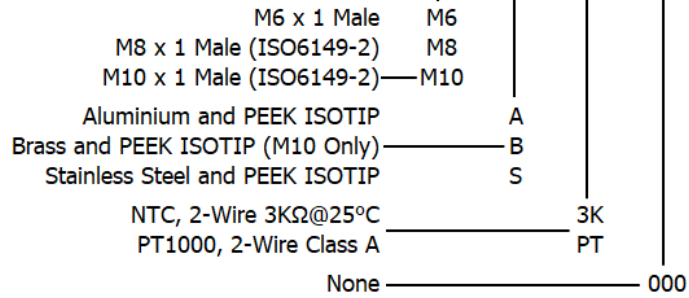 M6 x 1 Male M6
M8 x 1 Male (ISO6149-2) M8
M10 x 1 Male (ISO6149-2) M10
Aluminium and PEEK ISOTIP A
Brass and PEEK ISOTIP (M10 Only) B
Stainless Steel and PEEK ISOTIP S
NTC, 2-Wire 3KΩ@25ºC 3K
PT1000, 2-Wire Class A PT
None 000